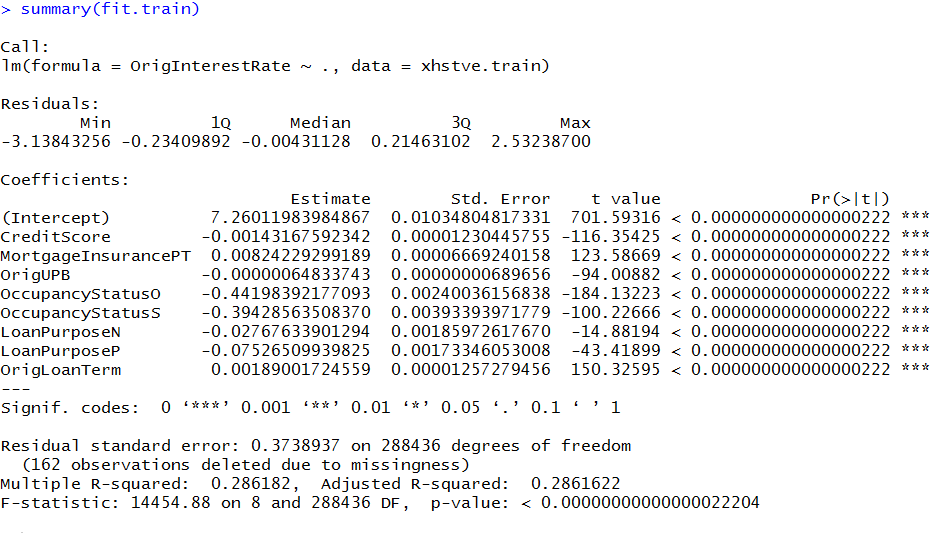 > summary(fit.train)
Call:
lm(formula = OrigInterestRate ~ ., data = xhstve.train)
Residuals:
Min 1Q Median 3Q Max
-3.13843256 -0.23409892 -0.00431128 0.21463102 2.53238700
Coefficients:
Estimate Std. Error t value Pr(>|t|)
(Intercept) 7.26011983984867 0.01034804817331 701.59316 < 0.000000000000000222 ***
CreditScore -0.00143167592342 0.00001230445755 -116.35425 < 0.000000000000000222 ***
MortgageInsurancePT 0.00824229299189 0.00006669240158 123.58669 < 0.000000000000000222 ***
OrigUPB -0.00000064833743 0.00000000689656 -94.00882 < 0.000000000000000222 ***
OccupancyStatusO -0.44198392177093 0.00240036156838 -184.13223 < 0.000000000000000222 ***
OccupancyStatusS -0.39428563508370 0.00393393971779 -100.22666 < 0.000000000000000222 ***
LoanPurposeN -0.02767633901294 0.00185972617670 -14.88194 < 0.000000000000000222 ***
LoanPurposeP -0.07526509939825 0.00173346053008 -43.41899 < 0.000000000000000222 ***
OrigLoanTerm 0.00189001724559 0.00001257279456 150.32595 < 0.000000000000000222 ***
---
Signif. codes: 0 ‘***’ 0.001 ‘**’ 0.01 ‘*’ 0.05 ‘.’ 0.1 ‘ ’ 1
Residual standard error: 0.3738937 on 288436 degrees of freedom
(162 observations deleted due to missingness)
Multiple R-squared: 0.286182, Adjusted R-squared: 0.2861622
F-statistic: 14454.88 on 8 and 288436 DF, p-value: < 0.00000000000000022204